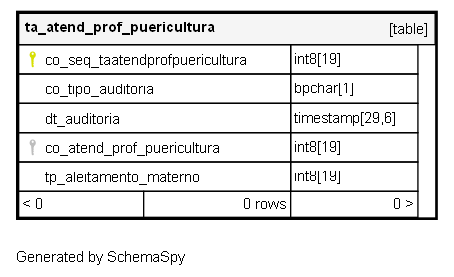 ta_atend_prof_puericultura [table]
co_seq_taatendprofpuericultura int8[19]
co_tipo_auditoria bpchar[1]
dt_auditoria timestamp[29,6]
co_atend_prof_puericultura int8[19]
tp_aleitamento_materno int8[19]
< 0 0 rows 0 >
Generated by SchemaSpy